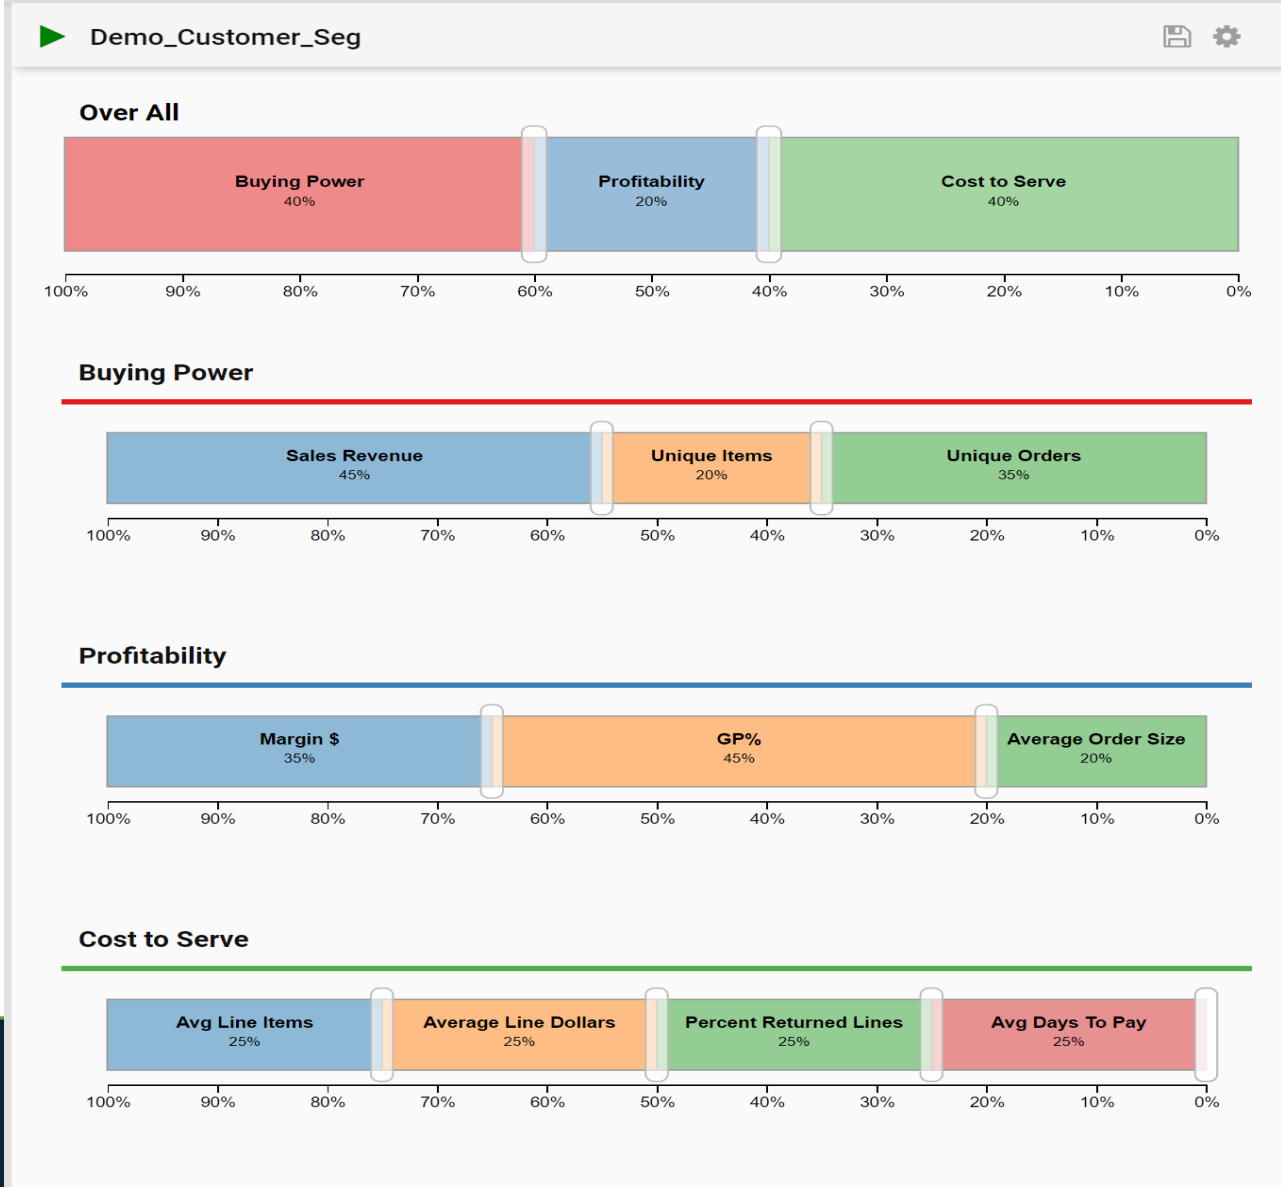 Demo_Customer_Seg
Over All
Buying Power
40%
Profitability
20%
Cost to Serve
40%
100% 90% 80% 70% 60% 50% 40% 30% 20% 10% 0%
Buying Power
Sales Revenue
45%
Unique Items
20%
Unique Orders
35%
100% 90% 80% 70% 60% 50% 40% 30% 20% 10% 0%
Profitability
Margin $
35%
GP%
45%
Average Order Size
20%
100% 90% 80% 70% 60% 50% 40% 30% 20% 10% 0%
Cost to Serve
Avg Line Items
25%
Average Line Dollars
25%
Percent Returned Lines
25%
Avg Days To Pay
25%
100% 90% 80% 70% 60% 50% 40% 30% 20% 10% 0%